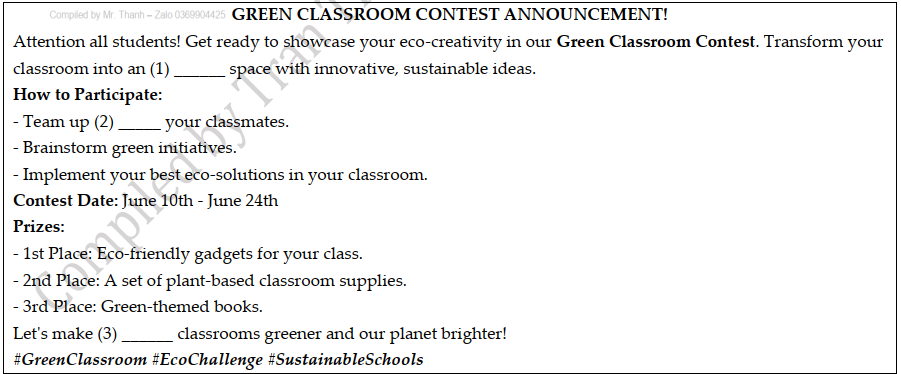 Compiled by Mr. Thanh – Zalo 0369904425
GREEN CLASSROOM CONTEST ANNOUNCEMENT!
Attention all students! Get ready to showcase your eco-creativity in our Green Classroom Contest. Transform your
classroom into an (1) ______ space with innovative, sustainable ideas.
How to Participate:
- Team up (2) _____ your classmates.
- Brainstorm green initiatives.
- Implement your best eco-solutions in your classroom.
Contest Date: June 10th - June 24th
Prizes:
- 1st Place: Eco-friendly gadgets for your class.
- 2nd Place: A set of plant-based classroom supplies.
- 3rd Place: Green-themed books.
Let's make (3) ______ classrooms greener and our planet brighter!
#GreenClassroom #EcoChallenge #SustainableSchools
Compiled by Tran